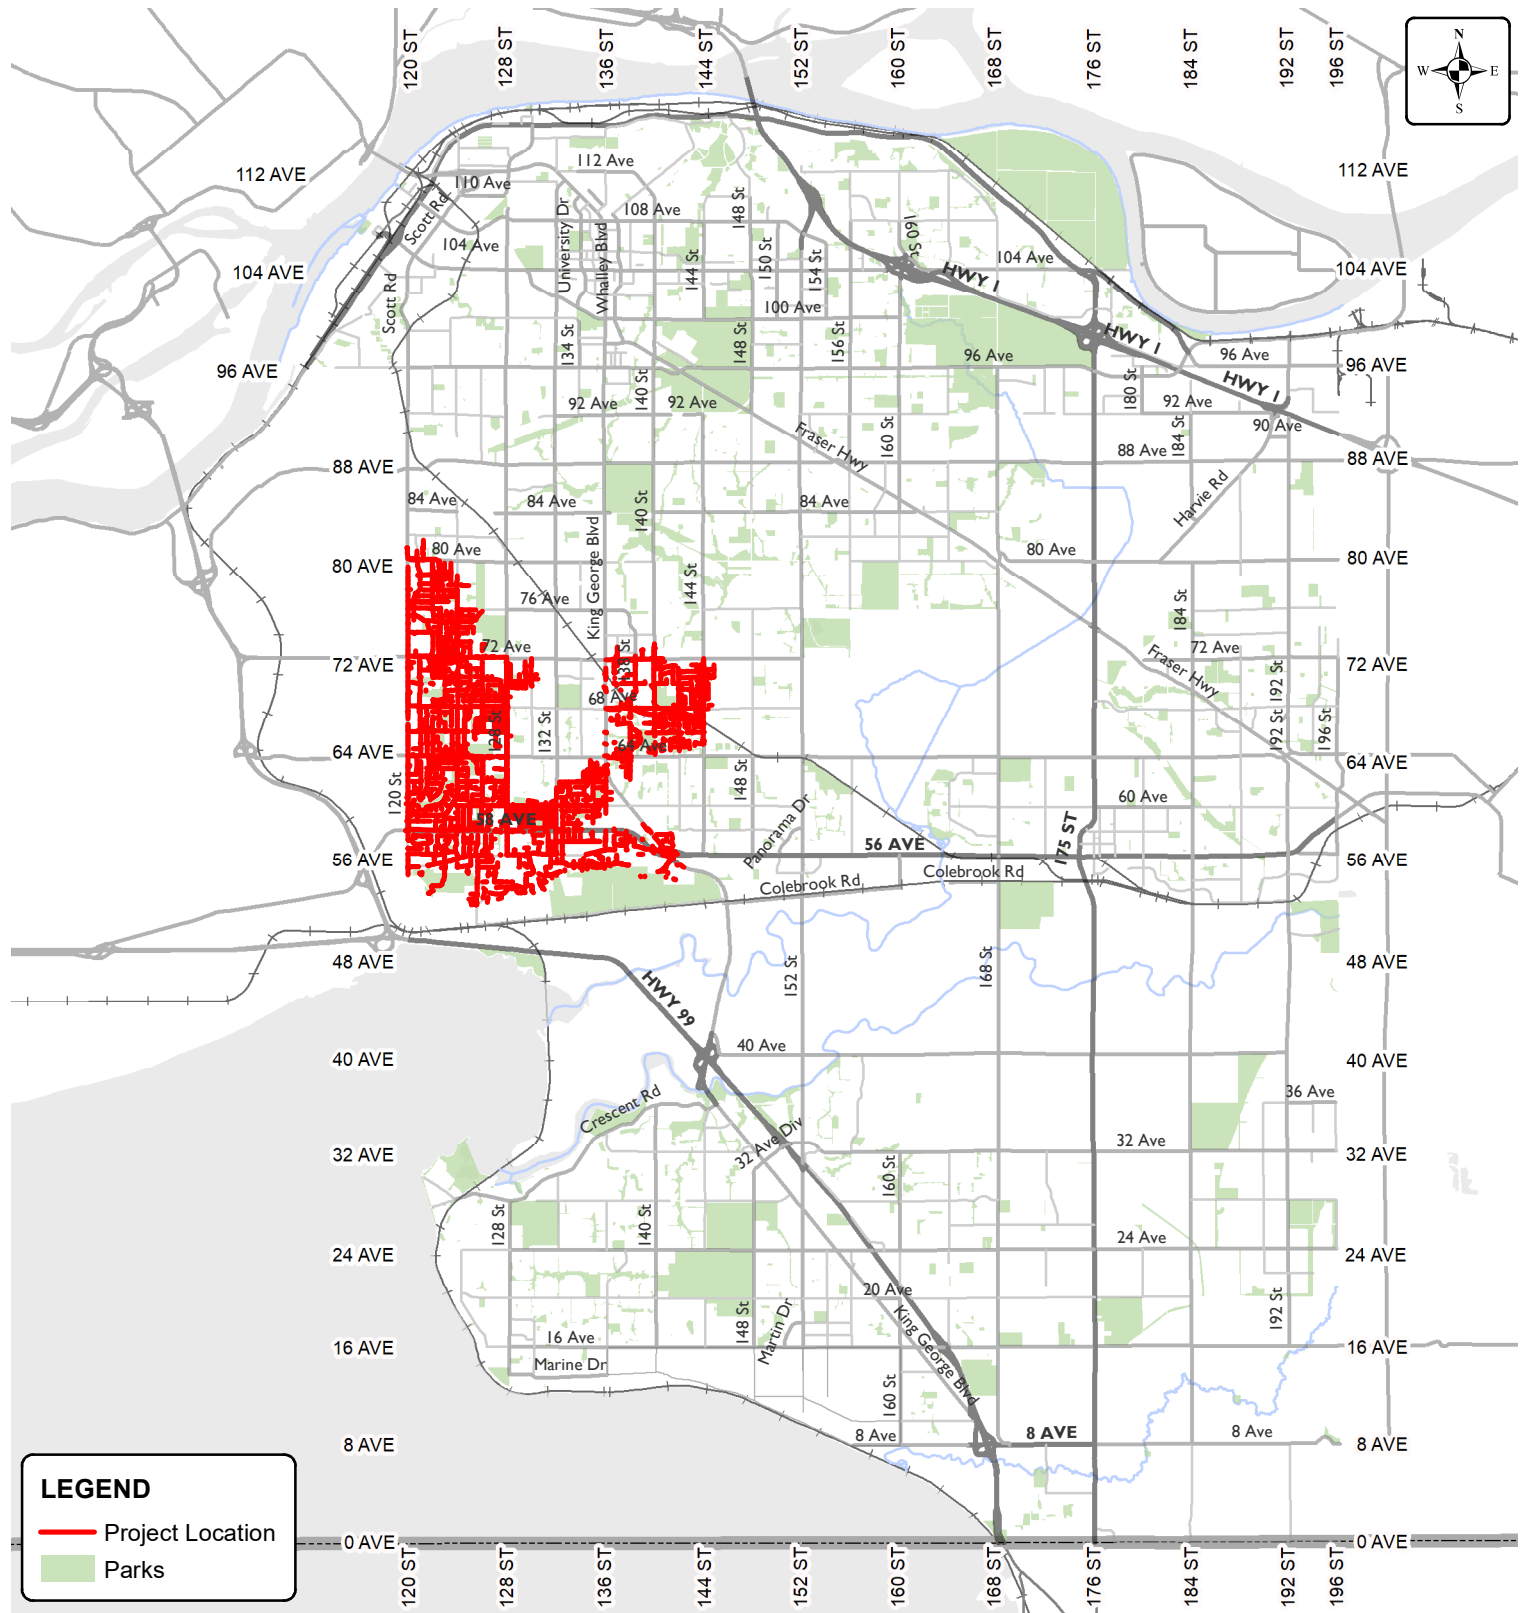 120 ST
128 ST
136 ST
144 ST
152 ST
160 ST
168 ST
176 ST
184 ST
192 ST
196 ST
N
W
E
S
112 AVE
112 Ave
112 AVE
110 Ave
Scott Rd
University Dr
Whalley Blvd
108 Ave
148 St
160 St
104 Ave
144 St
150 St
154 St
104 Ave
104 AVE
104 AVE
HWY 1
Scott Rd
100 Ave
134 St
148 St
156 St
96 Ave
HWY 1
96 Ave
96 AVE
96 AVE
140 St
180 St
HWY 1
92 Ave
92 Ave
92 Ave
Fraser Hwy
160 St
184 St
90 Ave
88 Ave
88 AVE
88 AVE
84 Ave
84 Ave
140 St
84 Ave
Harvie Rd
King George Blvd
80 Ave
80 Ave
80 AVE
80 AVE
76 Ave
144 St
184 St
72 Ave
138 St
72 Ave
72 AVE
72 AVE
Fraser Hwy
192 St
68 Ave
128 St
132 St
192 St
196 St
64 Ave
64 AVE
64 AVE
120 St
148 St
60 Ave
58 AVE
Panorama Dr
175 ST
56 AVE
56 AVE
56 AVE
Colebrook Rd
Colebrook Rd
48 AVE
152 St
168 St
48 AVE
HWY 99
40 Ave
40 AVE
40 AVE
36 Ave
Crescent Rd
32 Ave Div
32 Ave
32 AVE
32 AVE
160 St
128 St
140 St
24 Ave
24 AVE
24 AVE
20 Ave
192 St
148 St
Martin Dr
King George Blvd
16 Ave
16 AVE
16 AVE
Marine Dr
160 St
8 Ave
8 AVE
8 Ave
8 AVE
8 AVE
LEGEND
Project Location
Parks
0 AVE
0 AVE
120 ST
128 ST
136 ST
144 ST
152 ST
160 ST
168 ST
176 ST
184 ST
192 ST
196 ST